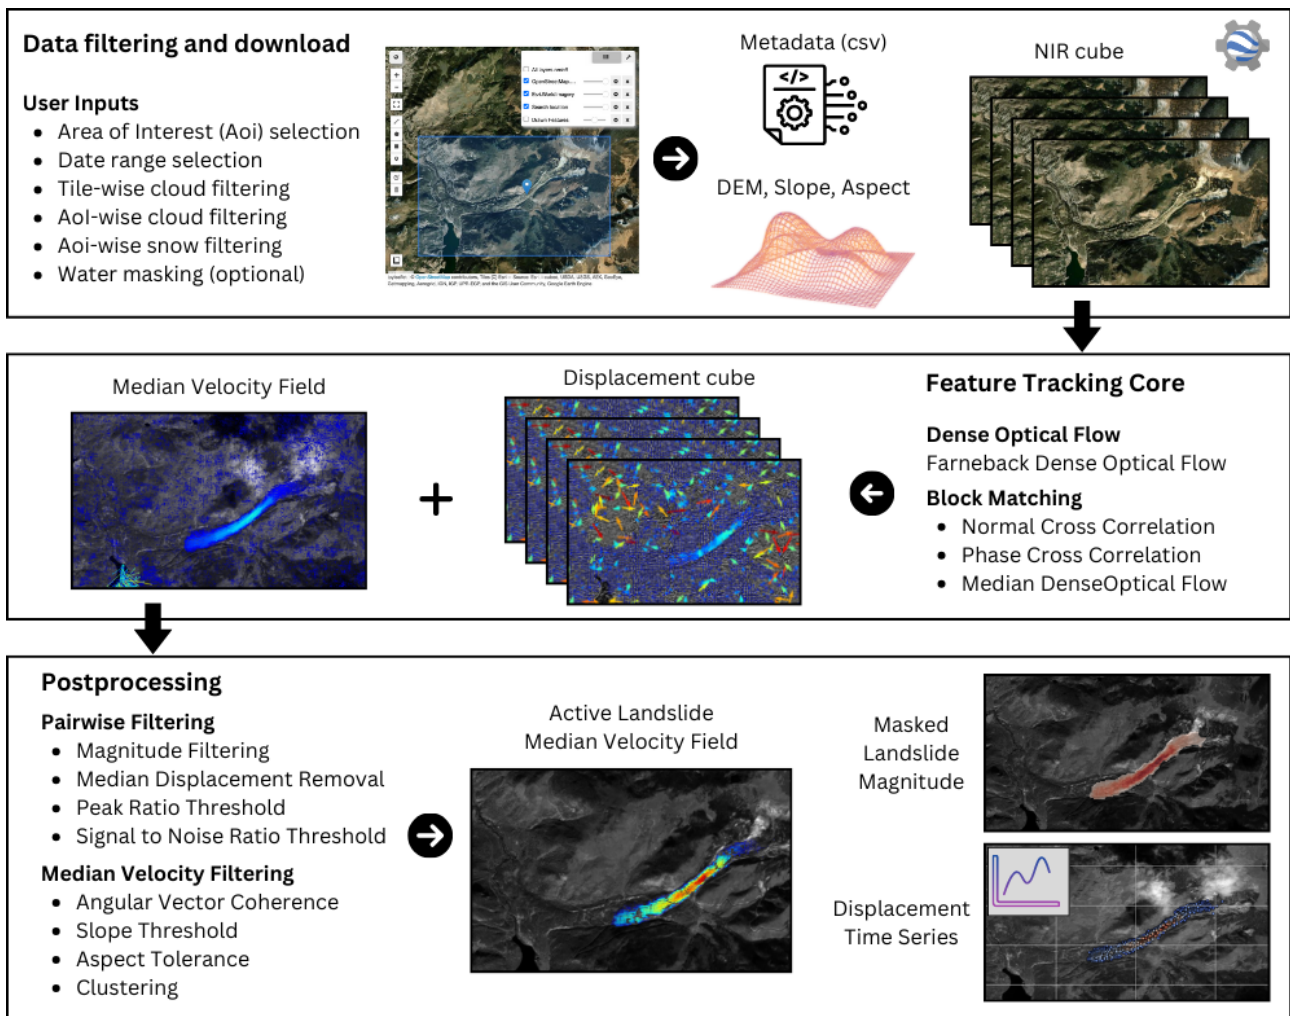 Data filtering and download
User Inputs
Area of Interest (Aoi) selection
Date range selection
Tile-wise cloud filtering
AoI-wise cloud filtering
Aoi-wise snow filtering
Water masking (optional)
Metadata (csv)
</>
DEM, Slope, Aspect
NIR cube
Median Velocity Field
+
Displacement cube
Feature Tracking Core
Dense Optical Flow
Farneback Dense Optical Flow
Block Matching
Normal Cross Correlation
Phase Cross Correlation
Median DenseOptical Flow
Postprocessing
Pairwise Filtering
Magnitude Filtering
Median Displacement Removal
Peak Ratio Threshold
Signal to Noise Ratio Threshold
Median Velocity Filtering
Angular Vector Coherence
Slope Threshold
Aspect Tolerance
Clustering
Active Landslide
Median Velocity Field
Masked
Landslide
Magnitude
Displacement
Time Series